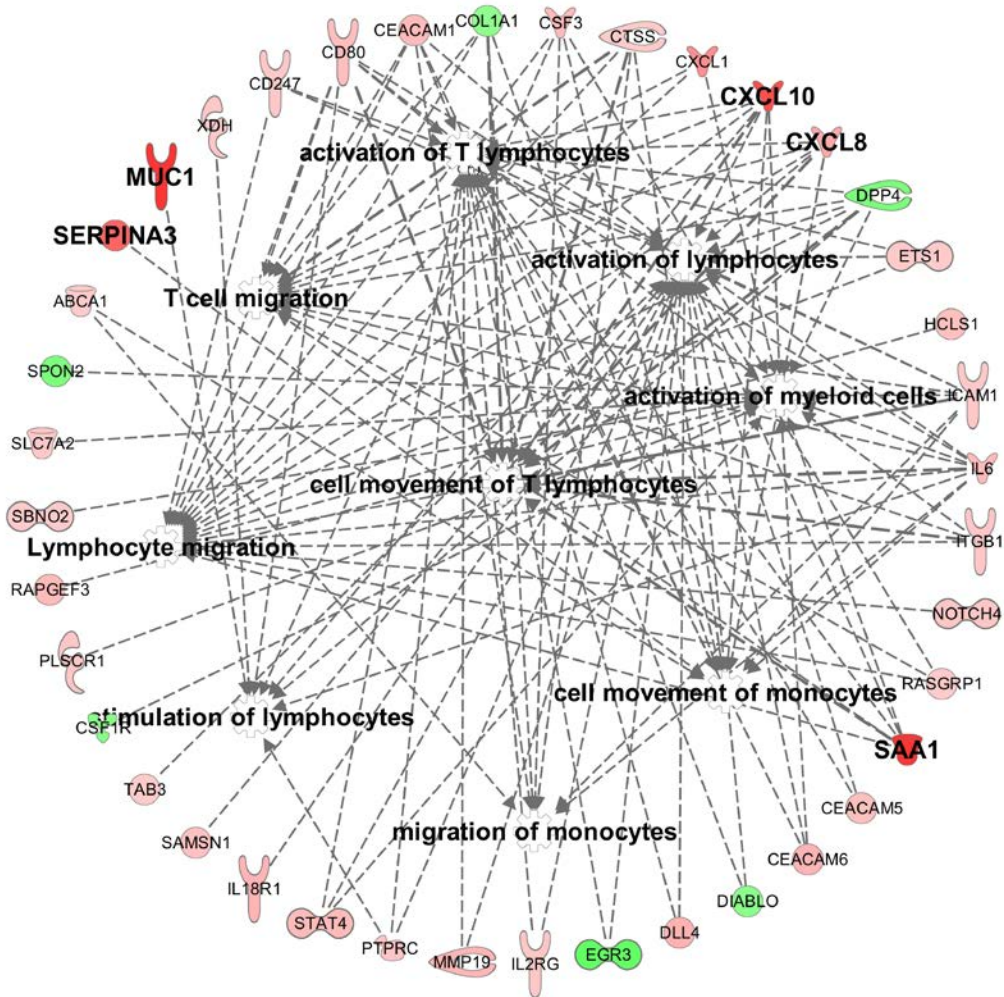 COL1A1
CSF3
CEACAM1
CTSS
CD80
CXCL1
CD247
CXCL10
XDH
CXCL8
activation of T lymphocytes
MUC1
DPP4
SERPINA3
ETS1
activation of lymphocytes
ABCA1
T cell migration
HCLS1
SPON2
activation of myeloid cells
ICAM1
SLC7A2
IL6
cell movement of T lymphocytes
SBNO2
ITGB1
Lymphocyte migration
RAPGEF3
NOTCH4
PLSCR1
RASGRP1
cell movement of monocytes
stimulation of lymphocytes
CSF1R
SAA1
TAB3
CEACAM5
migration of monocytes
SAMSN1
CEACAM6
IL18R1
DIABLO
STAT4
DLL4
PTPRC
EGR3
MMP19
IL2RG